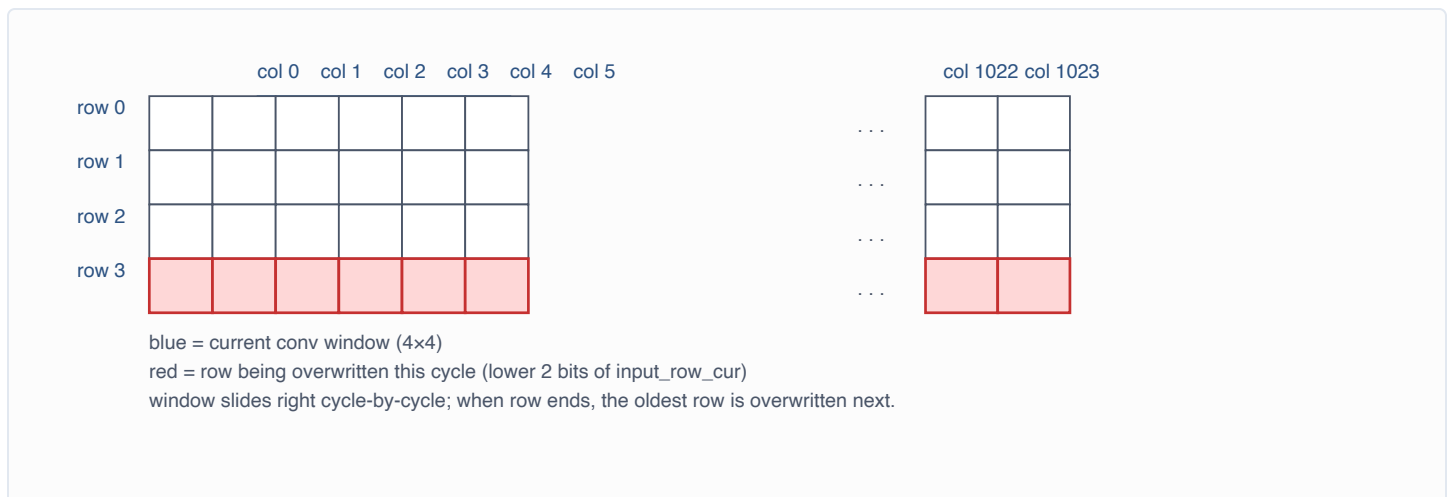 col 0 col 1 col 2 col 3 col 4 col 5 col 1022 col 1023
row 0 . . .
row 1 . . .
row 2 . . .
row 3 . . .
blue = current conv window (4×4)
red = row being overwritten this cycle (lower 2 bits of input_row_cur)
window slides right cycle-by-cycle; when row ends, the oldest row is overwritten next.